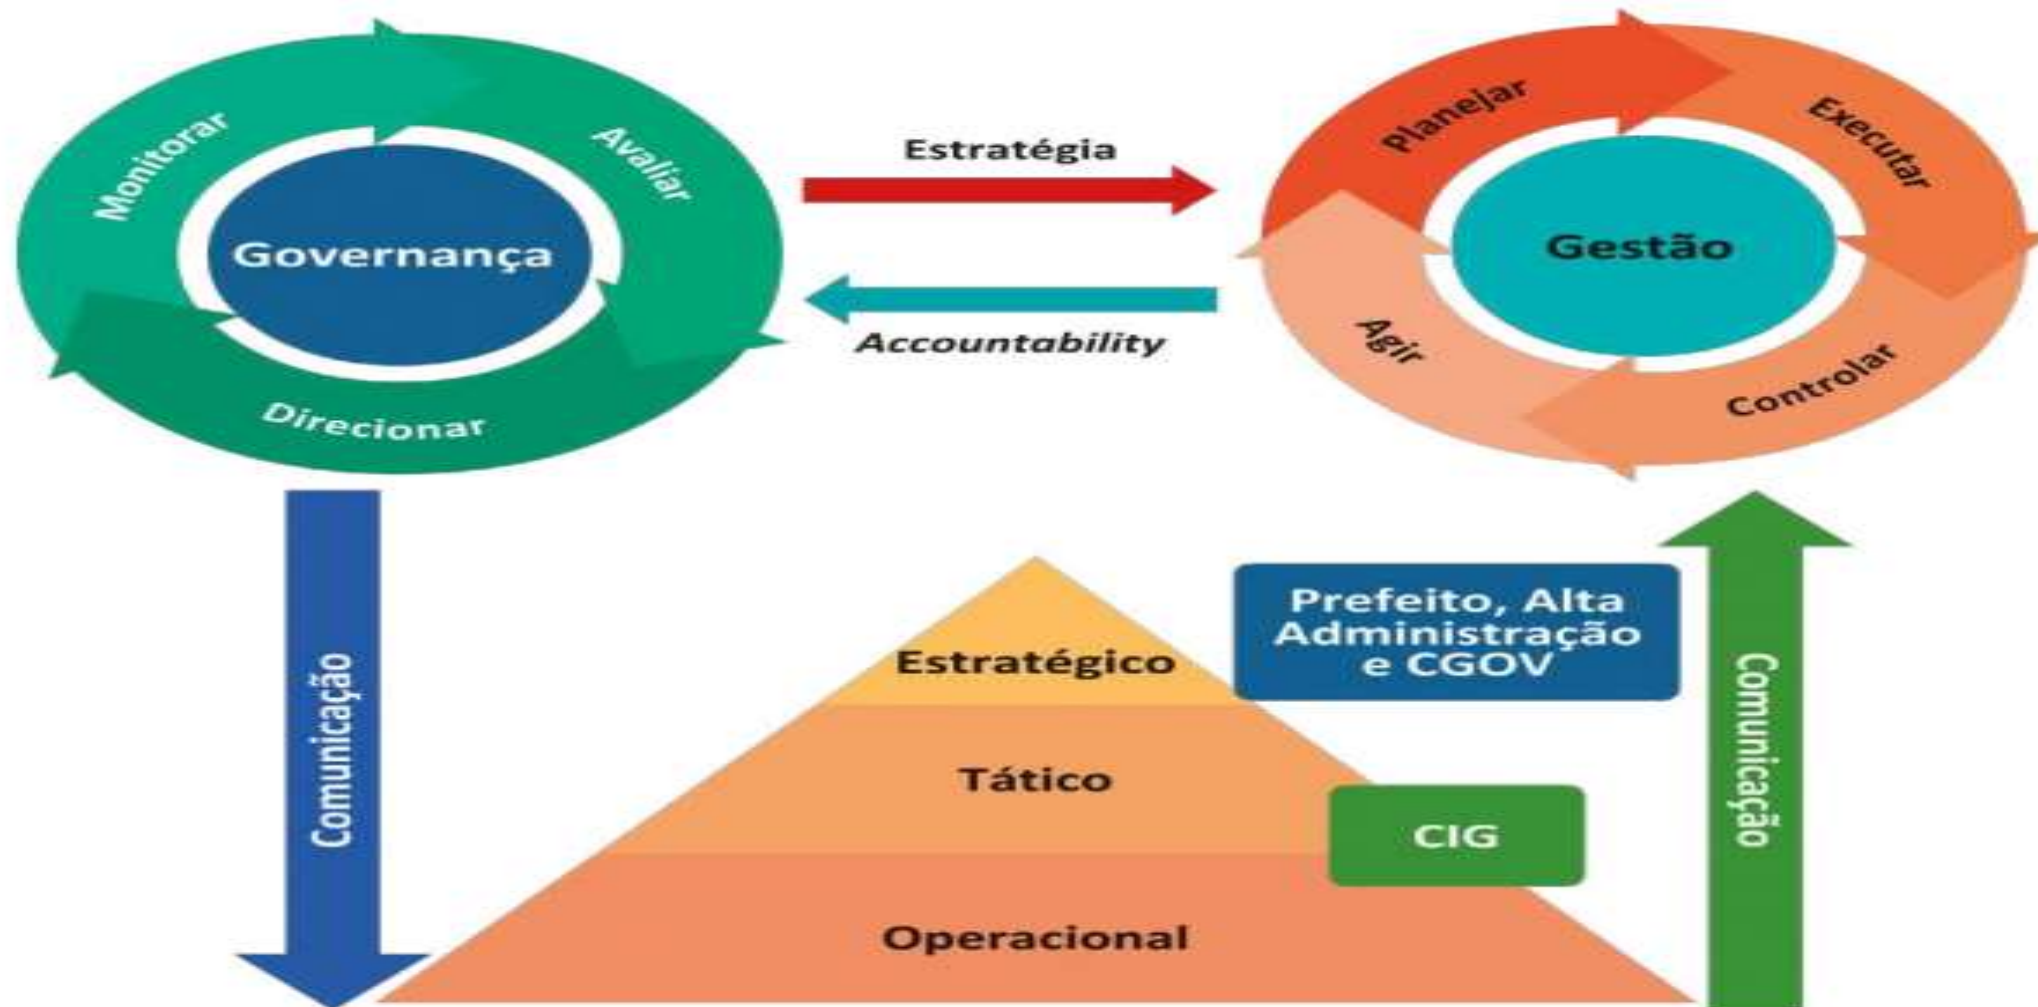 Monitorar
Avaliar
Direcionar
Governança
Estratégia
Accountability
Planejar
Executar
Controlar
Agir
Gestão
Comunicação
Estratégico
Tático
Operacional
Prefeito, Alta
Administração
e CGOV
CIG
Comunicação